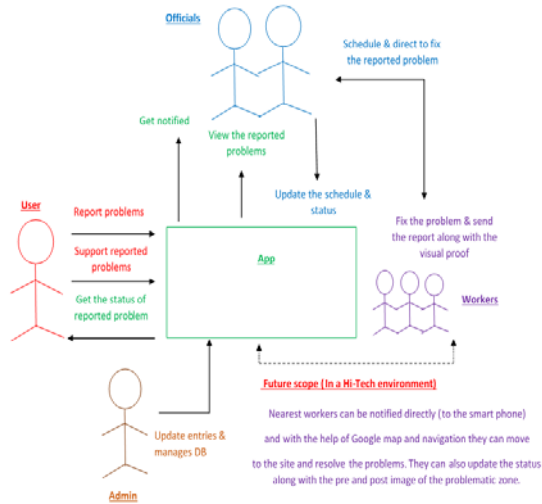 Officials
Schedule & direct to fix
the reported problem
Get notified
View the reported
problems
Update the schedule &
status
User
Report problems
Support reported
problems
Get the status of
reported problem
App
Fix the problem & send
the report along with the
visual proof
Workers
Future scope (In a Hi-Tech environment)
Nearest workers can be notified directly (to the smart phone)
and with the help of Google map and navigation they can move
to the site and resolve the problems. They can also update the status
along with the pre and post image of the problematic zone.
Update entries &
manages DB
Admin